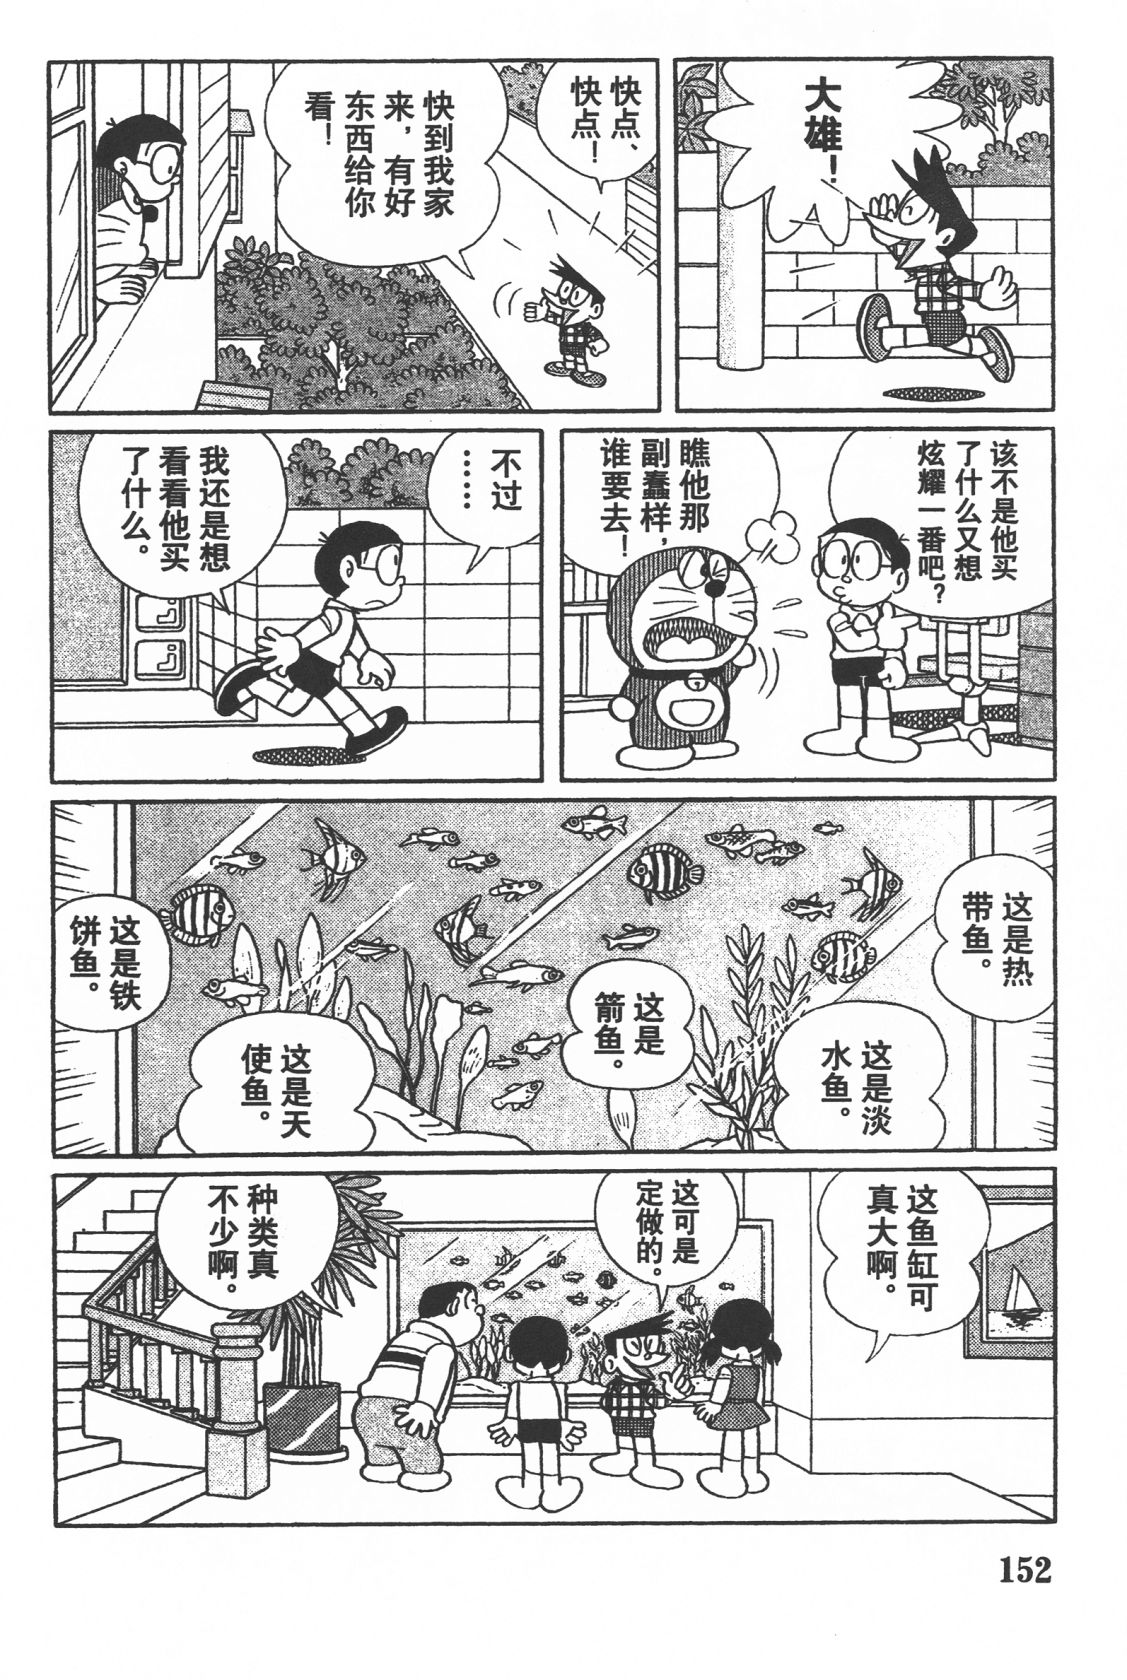 大雄！
快点、
快点！
快到我家
来，有好
东西给你
看！
该不是他买
了什么又想
炫耀一番吧？
瞧他那
副蠢样，
谁要去！
不过
……
我还是想
看看他买
了什么。
这是热
带鱼。
这是淡
水鱼。
这是
箭鱼。
这是天
使鱼。
这是铁
饼鱼。
这鱼缸可
真大啊。
这可是
定做的。
种类真
不少啊。
152